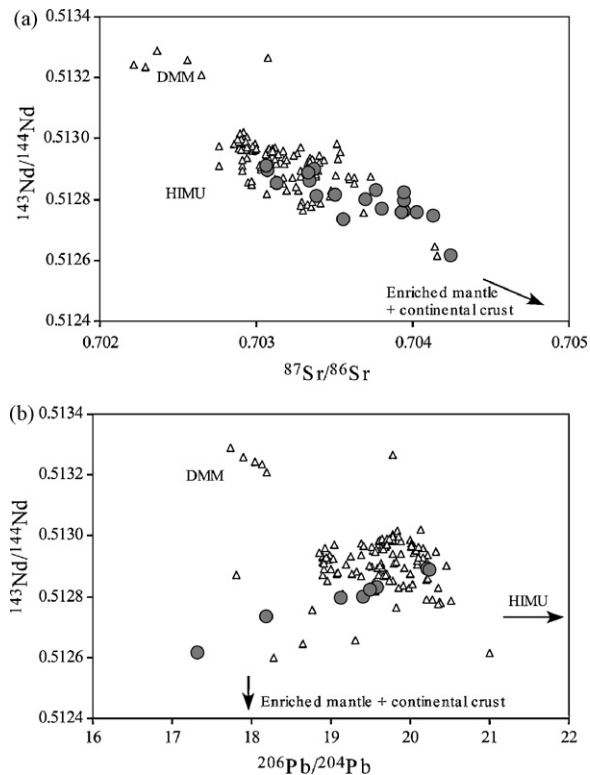 (a)
0.5134
0.5132
0.5130
0.5128
0.5126
0.5124
143Nd/144Nd
DMM
HIMU
Enriched mantle
+ continental crust
0.702
0.703
0.704
0.705
87Sr/86Sr
(b)
0.5134
0.5132
0.5130
0.5128
0.5126
0.5124
143Nd/144Nd
DMM
HIMU
Enriched mantle + continental crust
16
17
18
19
20
21
22
206Pb/204Pb